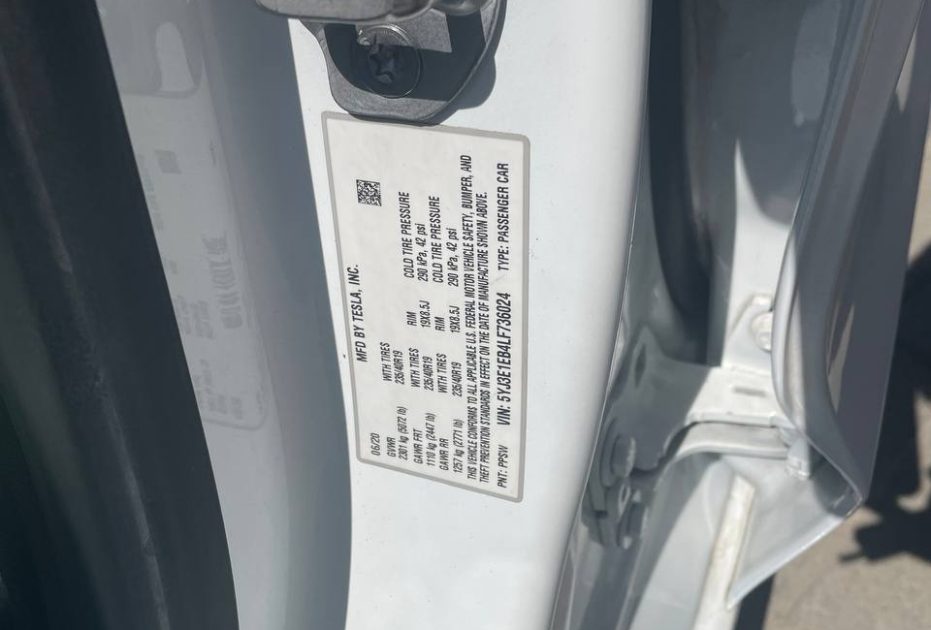 MFD BY TESLA, INC.
06/20
GVWR WITH TIRES RIM COLD TIRE PRESSURE
2301 kg (5072 lb) 235/40R19 19X8.5J 290 kPa, 42 psi
GAWR FRT WITH TIRES RIM COLD TIRE PRESSURE
1110 kg (2447 lb) 235/40R19 19X8.5J 290 kPa, 42 psi
GAWR RR WITH TIRES
1257 kg (2771 lb) 235/40R19
THIS VEHICLE CONFORMS TO ALL APPLICABLE U.S. FEDERAL MOTOR VEHICLE SAFETY, BUMPER, AND
THEFT PREVENTION STANDARDS IN EFFECT ON THE DATE OF MANUFACTURE SHOWN ABOVE.
PNT: PPSW VIN: 5YJ3E1EB4LF736024 TYPE: PASSENGER CAR